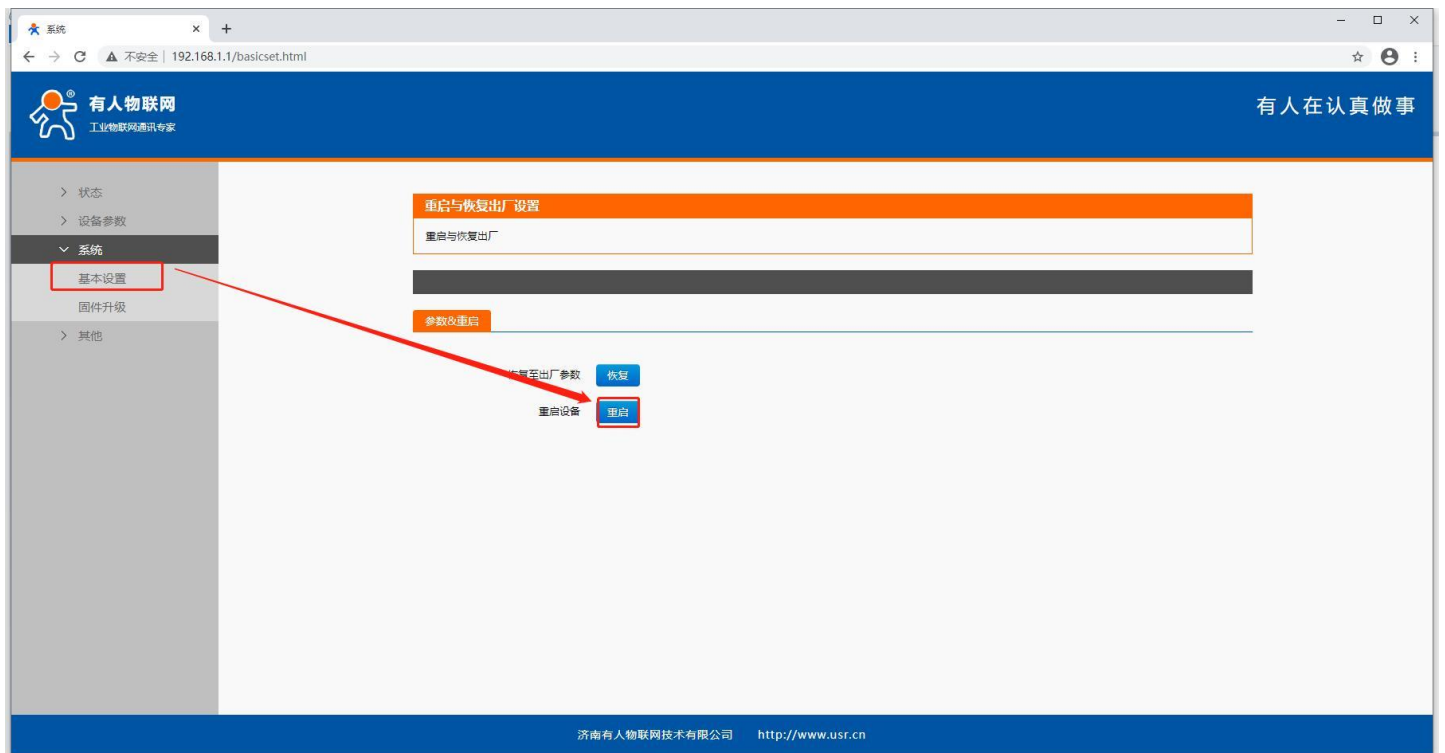 系统
不安全 | 192.168.1.1/basicset.html
有人物联网
工业物联网通讯专家
有人在认真做事
状态
设备参数
系统
基本设置
固件升级
其他
重启与恢复出厂设置
重启与恢复出厂
参数&重启
复至出厂参数 恢复
重启设备 重启
济南有人物联网技术有限公司 http://www.usr.cn